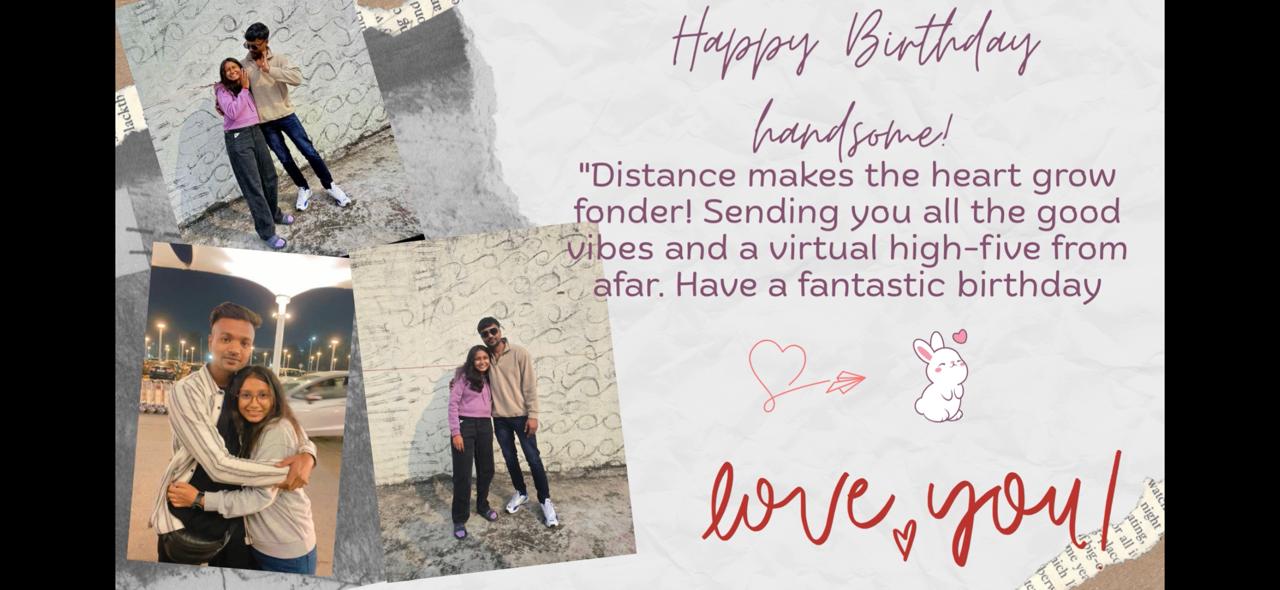 Happy Birthday
handsome!
"Distance makes the heart grow
fonder! Sending you all the good
vibes and a virtual high-five from
afar. Have a fantastic birthday
love you!